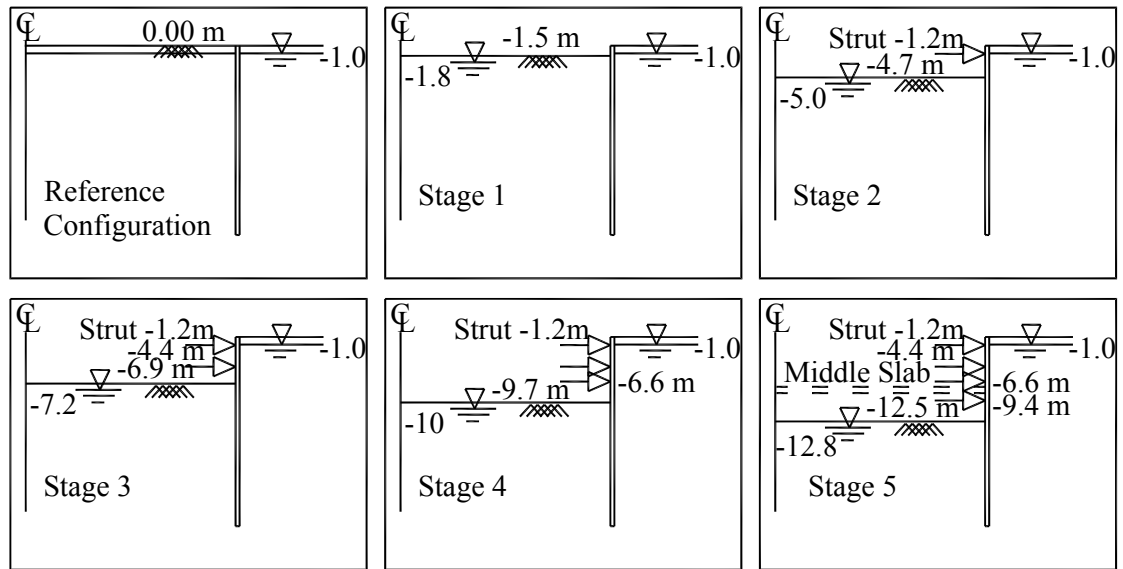 ℄
0.00 m
-1.0
Reference
Configuration
℄
-1.5 m
-1.8
-1.0
Stage 1
℄
Strut -1.2m
-4.7 m
-1.0
-5.0
Stage 2
℄
Strut -1.2m
-4.4 m
-1.0
-6.9 m
-7.2
Stage 3
℄
Strut -1.2m
-1.0
-6.6 m
-9.7 m
-10
Stage 4
℄
Strut -1.2m
-4.4 m
-1.0
Middle Slab
-6.6 m
-12.5 m
-9.4 m
-12.8
Stage 5